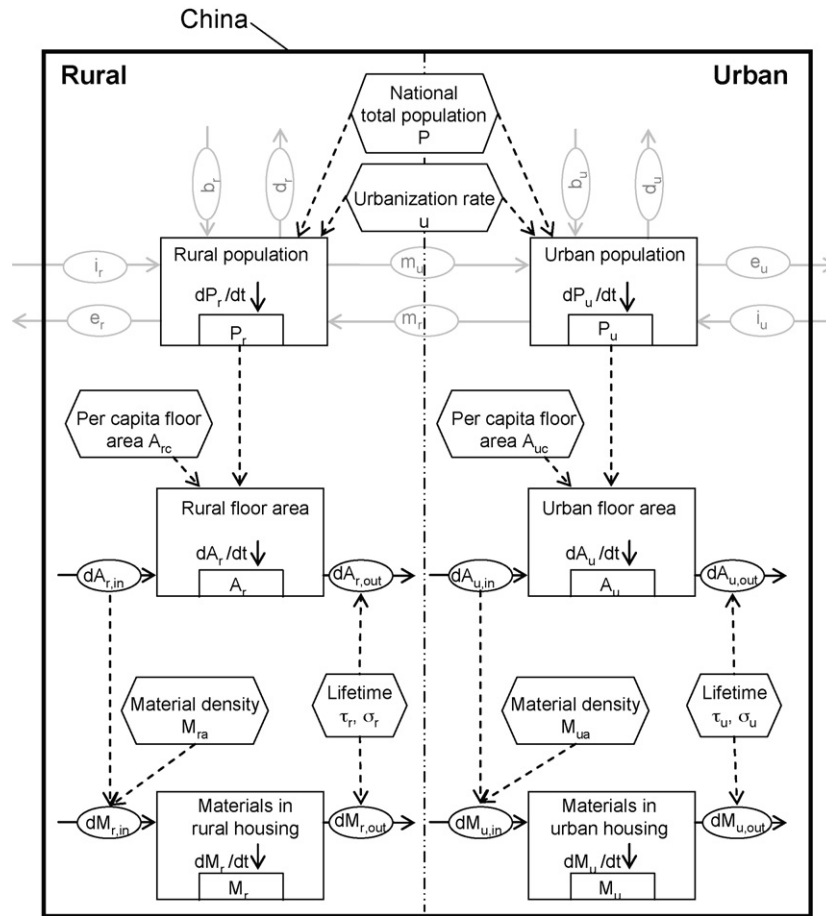 China
Rural
Urban
National
total population
P
b_r
d_r
b_u
d_u
Urbanization rate
u
Rural population
Urban population
i_r
m_u
e_u
dP_r/dt
dP_u/dt
e_r
m_r
i_u
P_r
P_u
Per capita floor
area A_rc
Per capita floor
area A_uc
Rural floor area
Urban floor area
dA_r/dt
dA_u/dt
dA_r,in
A_r
dA_r,out
dA_u,in
A_u
dA_u,out
Material density
M_ra
Lifetime
τ_r, σ_r
Material density
M_ua
Lifetime
τ_u, σ_u
Materials in
rural housing
Materials in
urban housing
dM_r,in
dM_r,out
dM_u,in
dM_u,out
dM_r/dt
dM_u/dt
M_r
M_u